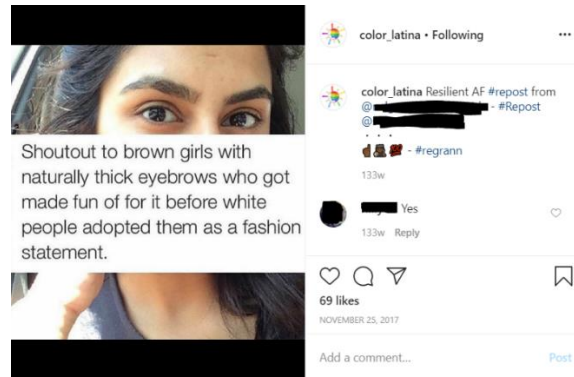 color_latina • Following
Shoutout to brown girls with
naturally thick eyebrows who got
made fun of for it before white
people adopted them as a fashion
statement.
color_latina Resilient AF #repost from
@ - #Repost
@
. . .
- #regrann
133w
Yes
133w Reply
69 likes
NOVEMBER 25, 2017
Add a comment...
Post